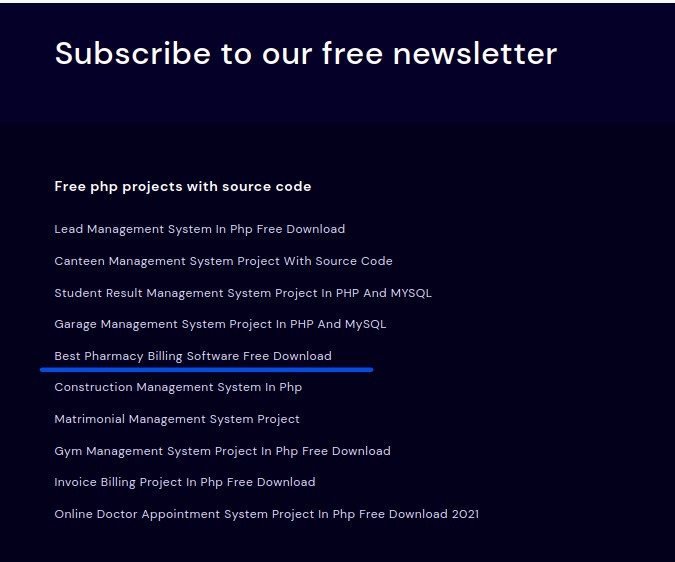 Subscribe to our free newsletter
Free php projects with source code
Lead Management System In Php Free Download
Canteen Management System Project With Source Code
Student Result Management System Project In PHP And MYSQL
Garage Management System Project In PHP And MySQL
Best Pharmacy Billing Software Free Download
Construction Management System In Php
Matrimonial Management System Project
Gym Management System Project In Php Free Download
Invoice Billing Project In Php Free Download
Online Doctor Appointment System Project In Php Free Download 2021